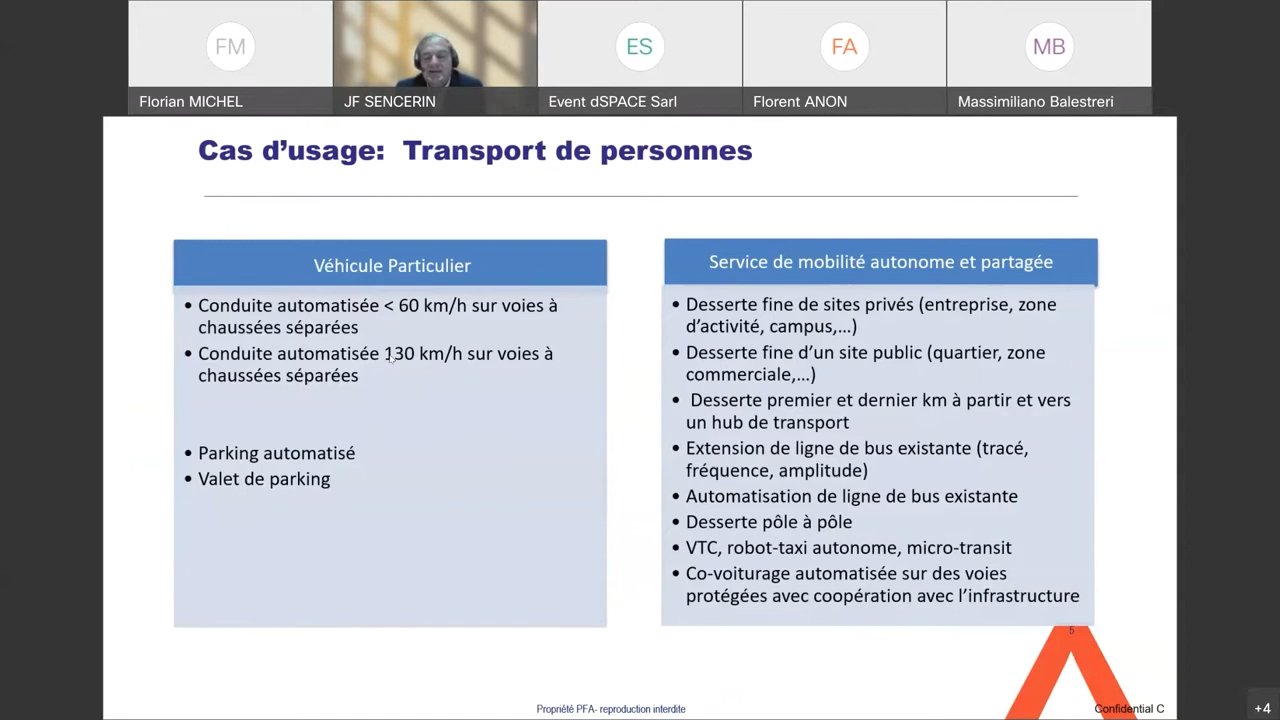 FM
ES
FA
MB
Florian MICHEL
JF SENCERIN
Event dSPACE Sarl
Florent ANON
Massimiliano Balestreri
Cas d’usage: Transport de personnes
Véhicule Particulier
• Conduite automatisée < 60 km/h sur voies à
chaussées séparées
• Conduite automatisée 130 km/h sur voies à
chaussées séparées
• Parking automatisé
• Valet de parking
Service de mobilité autonome et partagée
• Desserte fine de sites privés (entreprise, zone
d’activité, campus,…)
• Desserte fine d’un site public (quartier, zone
commerciale,…)
• Desserte premier et dernier km à partir et vers
un hub de transport
• Extension de ligne de bus existante (tracé,
fréquence, amplitude)
• Automatisation de ligne de bus existante
• Desserte pôle à pôle
• VTC, robot-taxi autonome, micro-transit
• Co-voiturage automatisée sur des voies
protégées avec coopération avec l’infrastructure
5
Propriété PFA- reproduction interdite
Confidential C
+4